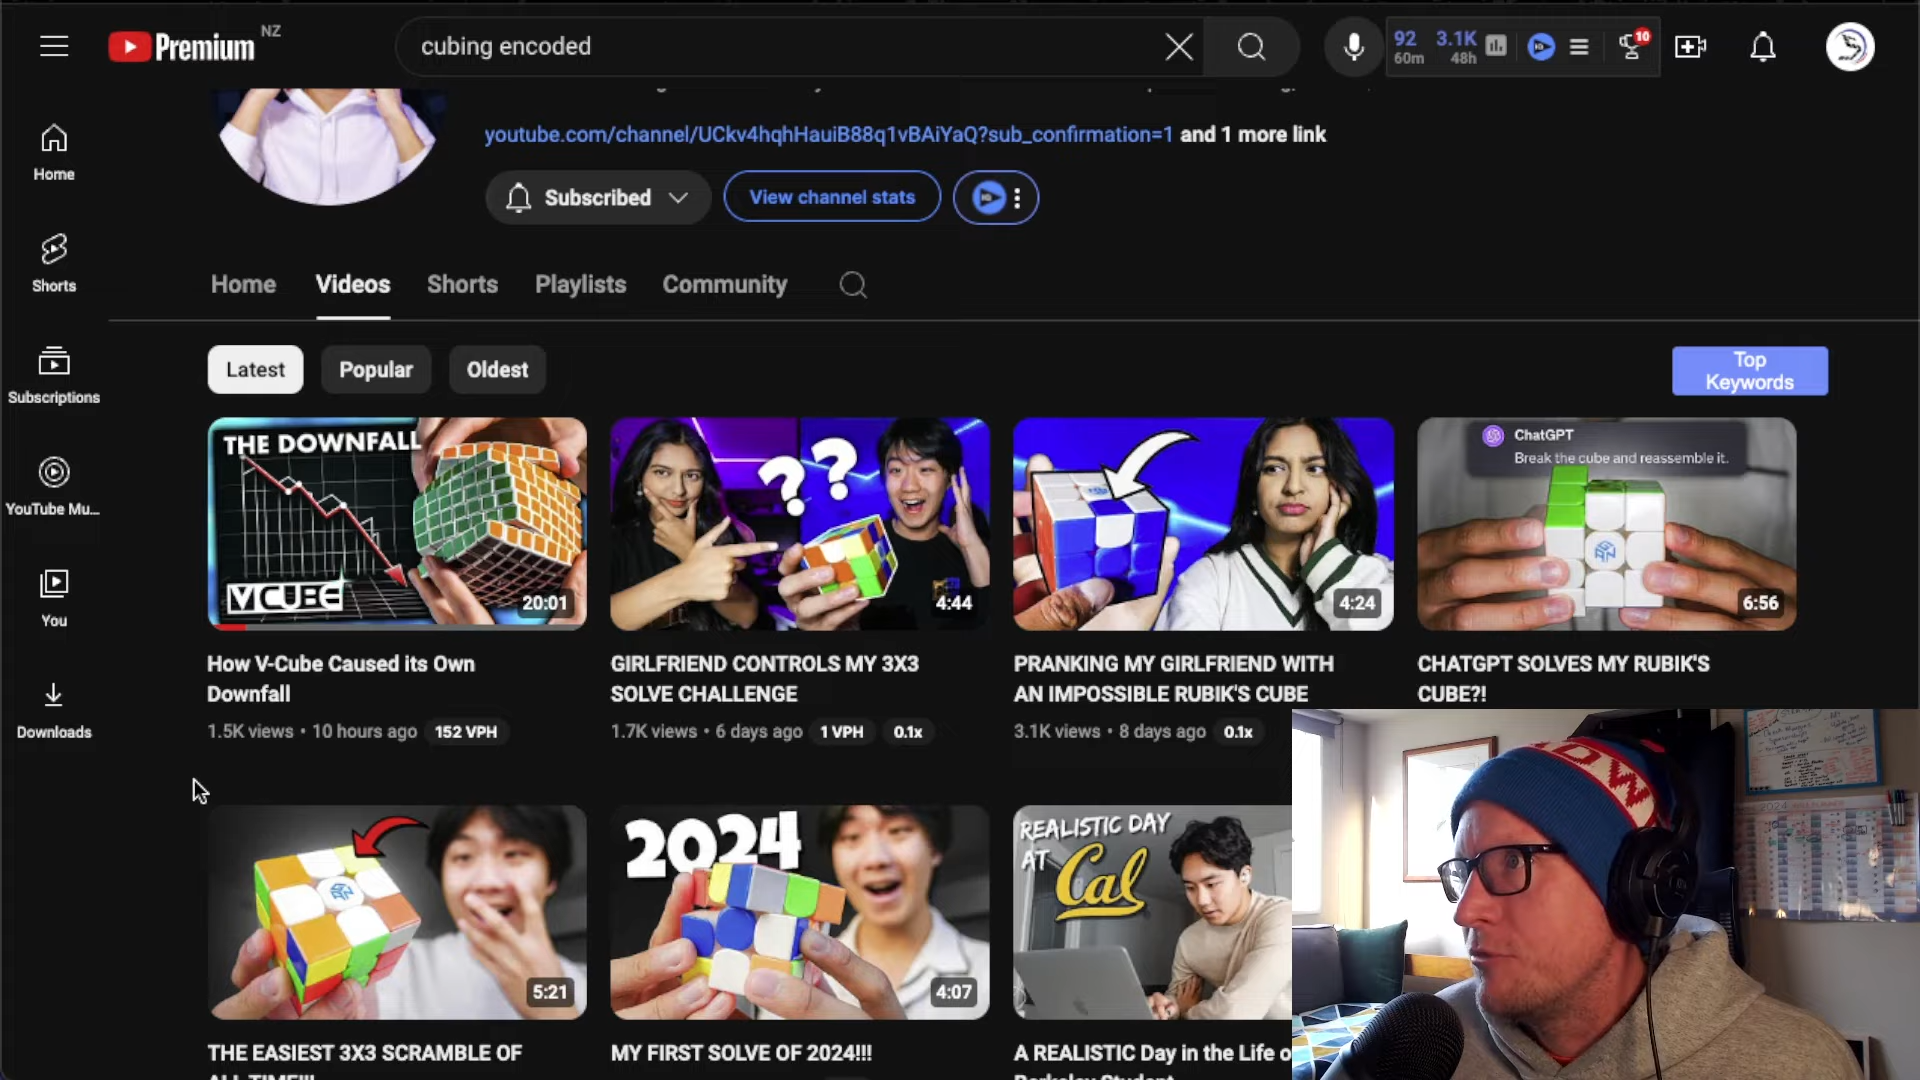 Premium NZ
cubing encoded
92 3.1K
60m 48h
10
youtube.com/channel/UCkv4hqhHauiB88q1vBAiYaQ?sub_confirmation=1 and 1 more link
Subscribed
View channel stats
Home
Shorts
Subscriptions
YouTube Mu...
You
Downloads
Home Videos Shorts Playlists Community
Latest Popular Oldest
Top
Keywords
THE DOWNFALL
VCUBE
20:01
??
4:44
4:24
ChatGPT
Break the cube and reassemble it.
6:56
How V-Cube Caused its Own
Downfall
1.5K views • 10 hours ago 152 VPH
GIRLFRIEND CONTROLS MY 3X3
SOLVE CHALLENGE
1.7K views • 6 days ago 1 VPH 0.1x
PRANKING MY GIRLFRIEND WITH
AN IMPOSSIBLE RUBIK'S CUBE
3.1K views • 8 days ago 0.1x
CHATGPT SOLVES MY RUBIK'S
CUBE?!
5:21
2024
4:07
REALISTIC DAY
AT
Cal
THE EASIEST 3X3 SCRAMBLE OF
ALL TIME!!!
MY FIRST SOLVE OF 2024!!!
A REALISTIC Day in the Life o
Berkeley Student
2024